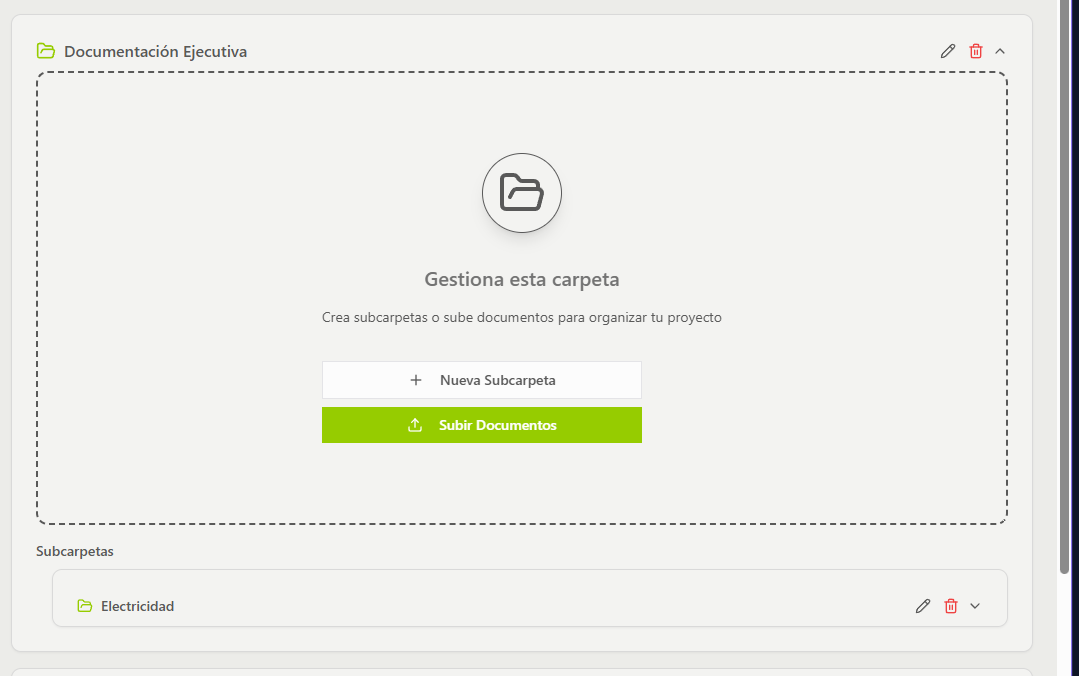 Documentación Ejecutiva
Gestiona esta carpeta
Crea subcarpetas o sube documentos para organizar tu proyecto
Nueva Subcarpeta
Subir Documentos
Subcarpetas
Electricidad